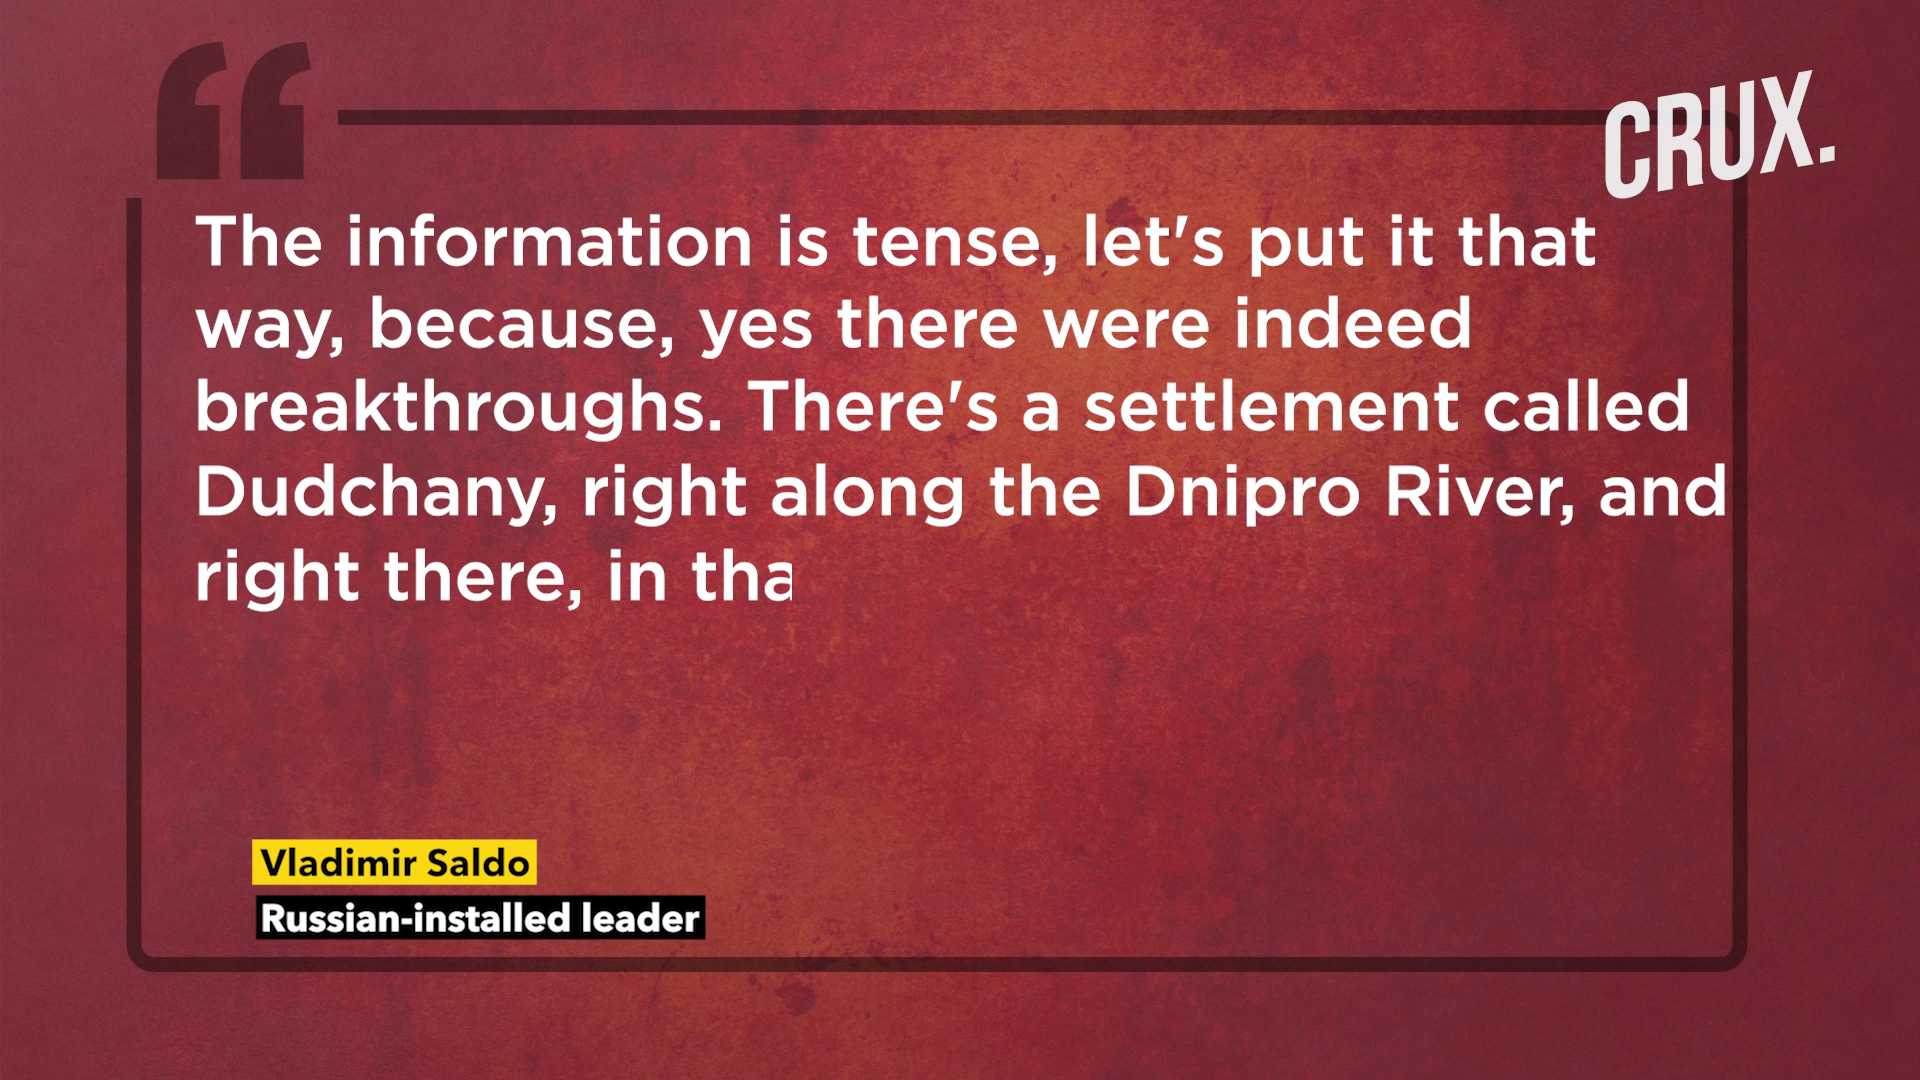 CRUX.
The information is tense, let's put it that
way, because, yes there were indeed
breakthroughs. There's a settlement called
Dudchany, right along the Dnipro River, and
right there, in tha
Vladimir Saldo
Russian-installed leader